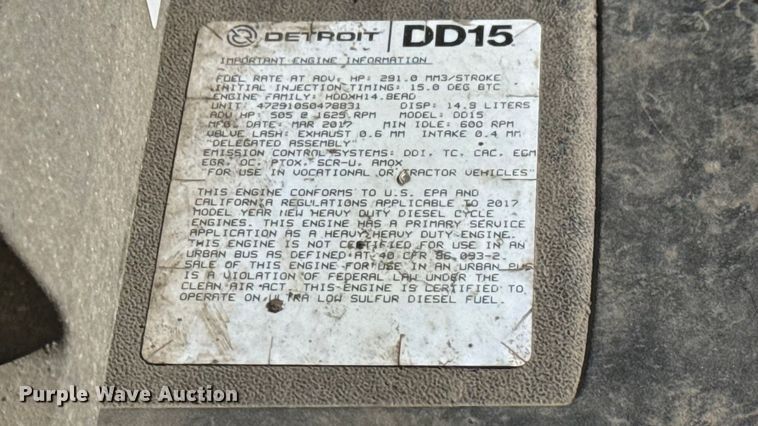 DETROIT DD15
IMPORTANT ENGINE INFORMATION
FUEL RATE AT ADV. HP: 291.0 MM3/STROKE
INITIAL INJECTION TIMING: 15.0 DEG BTC
ENGINE FAMILY: HDDXH14.8EAD
UNIT: 472910S0478831 DISP: 14.8 LITERS
ADV HP: 505 @ 1625 RPM MODEL: DD15
MFG. DATE: MAR 2017 MIN IDLE: 600 RPM
VALVE LASH: EXHAUST 0.6 MM INTAKE 0.4 MM
"DELEGATED ASSEMBLY"
EMISSION CONTROL SYSTEMS: DDI, TC, CAC, ECM
EGR, OC, PTOX, SCR-U, AMOX
"FOR USE IN VOCATIONAL OR TRACTOR VEHICLES"
THIS ENGINE CONFORMS TO U.S. EPA AND
CALIFORNIA REGULATIONS APPLICABLE TO 2017
MODEL YEAR NEW HEAVY DUTY DIESEL CYCLE
ENGINES. THIS ENGINE HAS A PRIMARY SERVICE
APPLICATION AS A HEAVY HEAVY DUTY ENGINE.
THIS ENGINE IS NOT CERTIFIED FOR USE IN AN
URBAN BUS AS DEFINED AT 40 CFR 86.093-2.
SALE OF THIS ENGINE FOR USE IN AN URBAN BUS
IS A VIOLATION OF FEDERAL LAW UNDER THE
CLEAN AIR ACT. THIS ENGINE IS CERTIFIED TO
OPERATE ON ULTRA LOW SULFUR DIESEL FUEL.
Purple Wave Auction